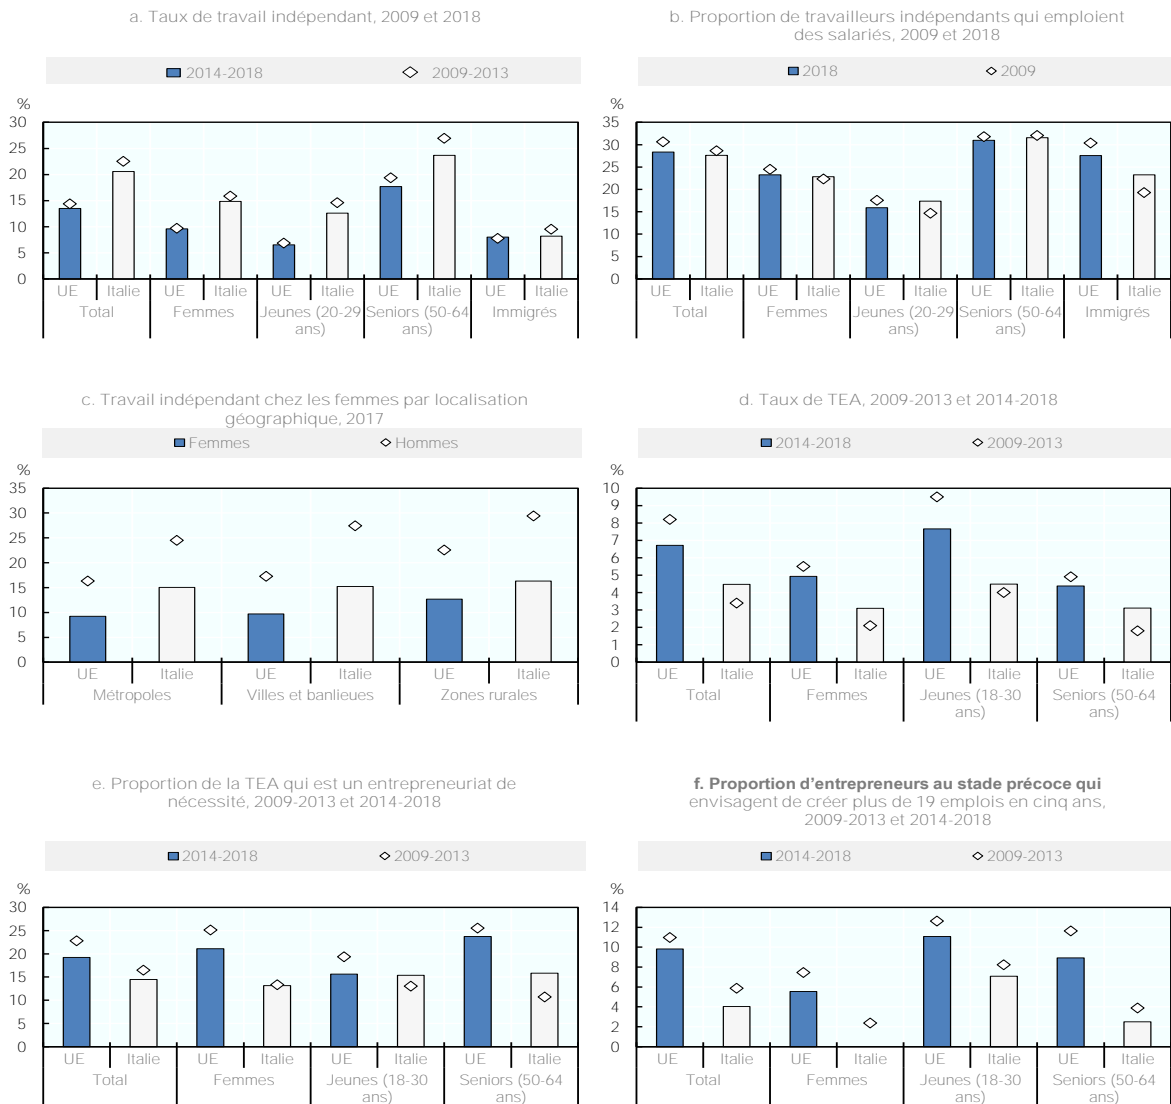 a. Taux de travail indépendant, 2009 et 2018
2014-2018
2009-2013
%
30
25
20
15
10
5
0
UE Italie UE Italie UE Italie UE Italie UE Italie
Total Femmes Jeunes (20-29 ans) Seniors (50-64 ans) Immigrés
b. Proportion de travailleurs indépendants qui emploient
des salariés, 2009 et 2018
2018
2009
%
35
30
25
20
15
10
5
0
UE Italie UE Italie UE Italie UE Italie UE Italie
Total Femmes Jeunes (20-29 ans) Seniors (50-64 ans) Immigrés
c. Travail indépendant chez les femmes par localisation
géographique, 2017
Femmes
Hommes
%
35
30
25
20
15
10
5
0
UE Italie UE Italie UE Italie
Métropoles Villes et banlieues Zones rurales
d. Taux de TEA, 2009-2013 et 2014-2018
2014-2018
2009-2013
%
10
9
8
7
6
5
4
3
2
1
0
UE Italie UE Italie UE Italie UE Italie
Total Femmes Jeunes (18-30 ans) Seniors (50-64 ans)
e. Proportion de la TEA qui est un entrepreneuriat de
nécessité, 2009-2013 et 2014-2018
2014-2018
2009-2013
%
30
25
20
15
10
5
0
UE Italie UE Italie UE Italie UE Italie
Total Femmes Jeunes (18-30 ans) Seniors (50-64 ans)
f. Proportion d’entrepreneurs au stade précoce qui
envisagent de créer plus de 19 emplois en cinq ans,
2009-2013 et 2014-2018
2014-2018
2009-2013
%
14
12
10
8
6
4
2
0
UE Italie UE Italie UE Italie UE Italie
Total Femmes Jeunes (18-30 ans) Seniors (50-64 ans)